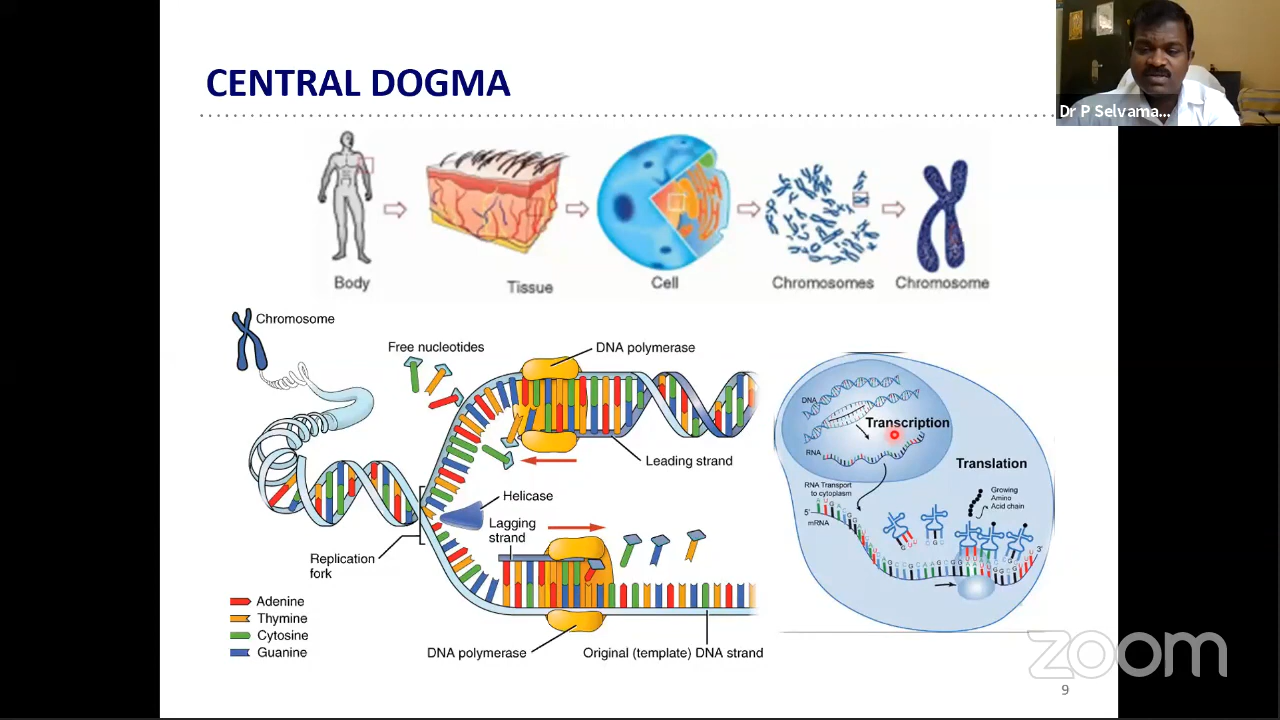 CENTRAL DOGMA
Dr P Selvama...
Body
Tissue
Cell
Chromosomes
Chromosome
Chromosome
Free nucleotides
DNA polymerase
Leading strand
Helicase
Lagging
strand
Replication
fork
Adenine
Thymine
Cytosine
Guanine
DNA polymerase
Original (template) DNA strand
DNA
Transcription
RNA
Translation
RNA Transport
to cytoplasm
Growing
Amino
Acid chain
5'
mRNA
3'
zoom
9